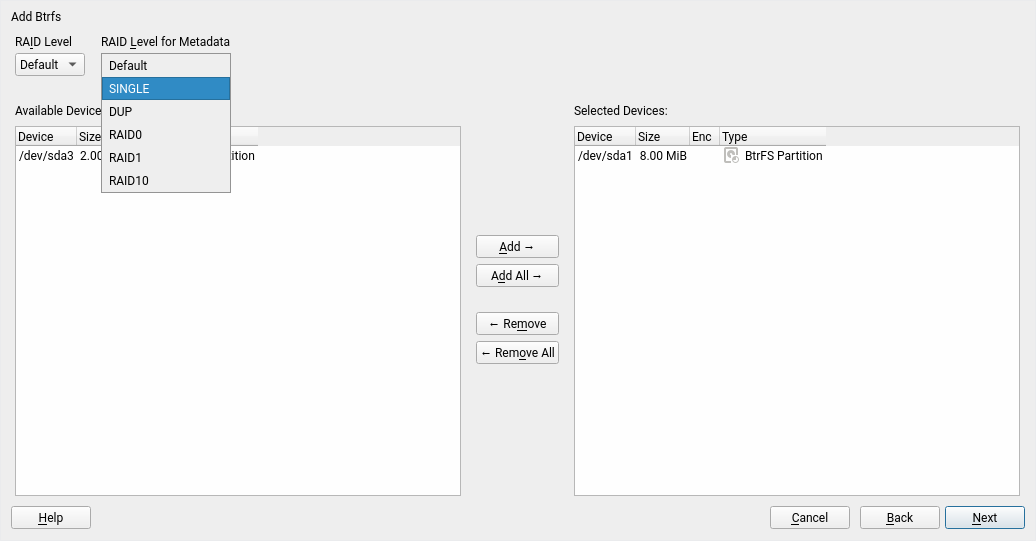 Add Btrfs
RAID Level RAID Level for Metadata
Default Default
SINGLE
DUP
RAID0
RAID1
RAID10
Available Device Selected Devices:
Device Size Device Size Enc Type
/dev/sda3 2.00 ition /dev/sda1 8.00 MiB BtrFS Partition
Add →
Add All →
← Remove
← Remove All
Help Cancel Back Next